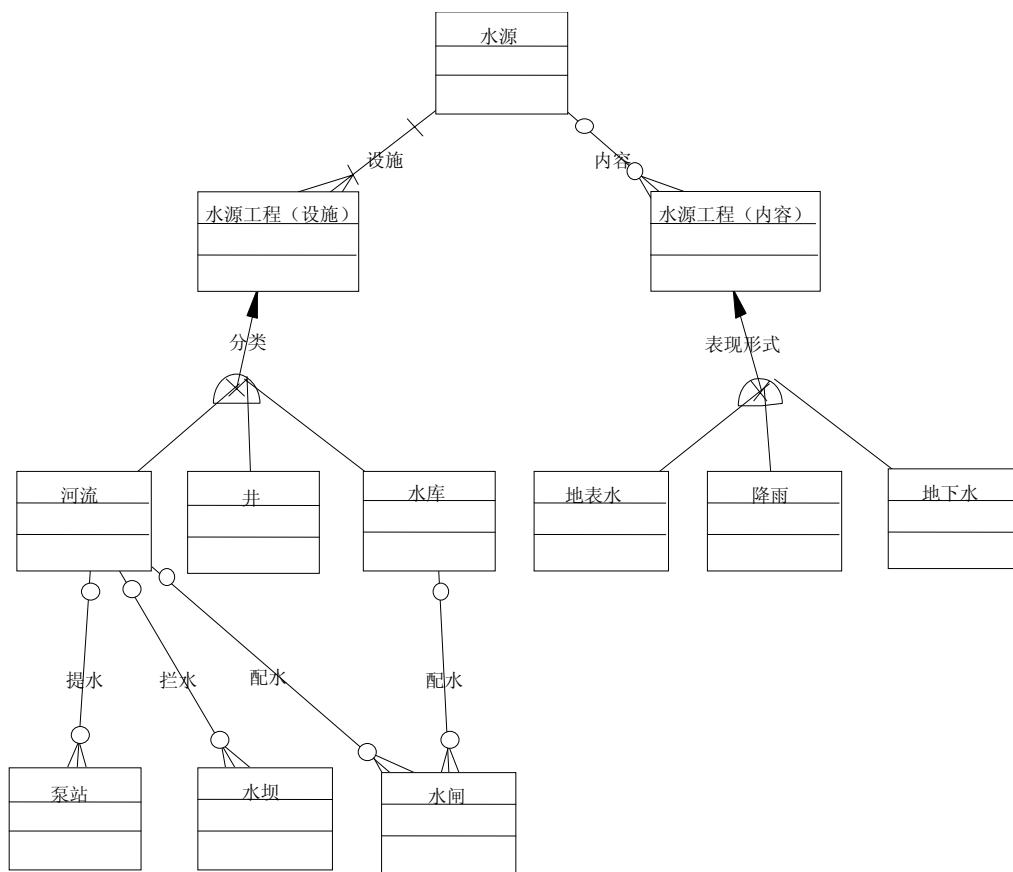 水源
设施
内容
水源工程（设施）
水源工程（内容）
分类
表现形式
河流
井
水库
地表水
降雨
地下水
提水
拦水
配水
配水
泵站
水坝
水闸